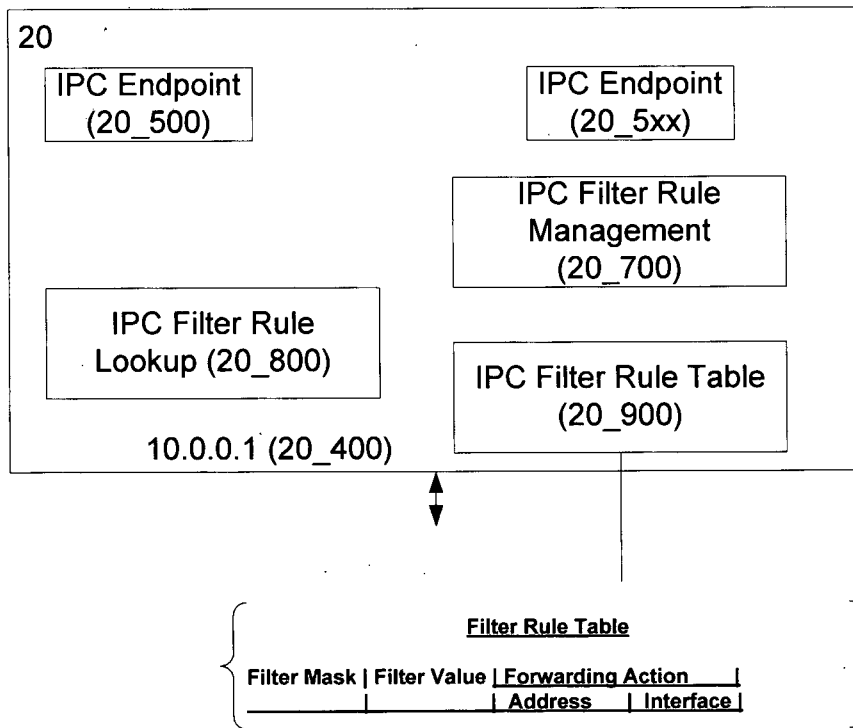 20
IPC Endpoint
(20_500)
IPC Endpoint
(20_5xx)
IPC Filter Rule
Management
(20_700)
IPC Filter Rule
Lookup (20_800)
IPC Filter Rule Table
(20_900)
10.0.0.1 (20_400)
Filter Rule Table
Filter Mask | Filter Value | Forwarding Action |
| Address | Interface |